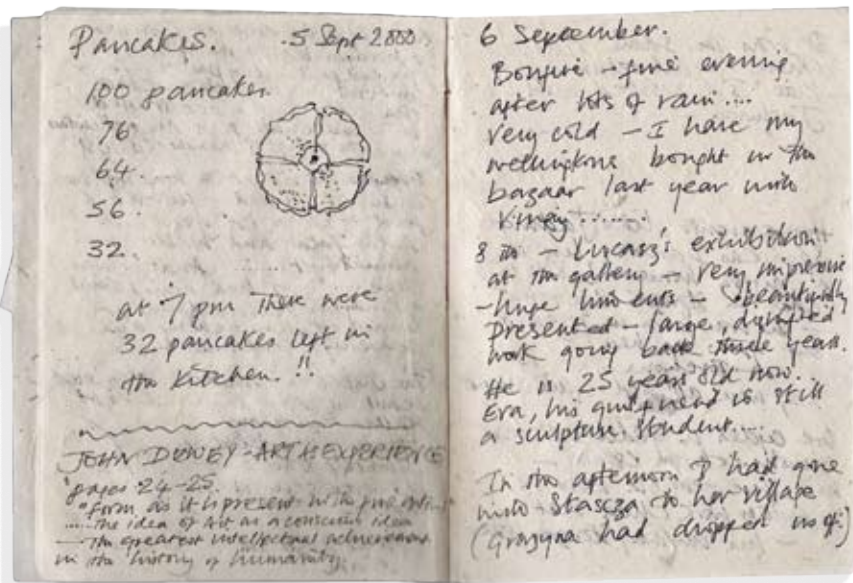 Pancakes. 5 Sept 2000
100 pancakes.
76
64.
56.
32.
at 7 pm there were
32 pancakes left in
the kitchen.!!
JOHN DEWEY - ART AS EXPERIENCE
pages 24-25.
"form as it is present in the fine arts"
.... the idea of Art as a conscious idea
— the greatest intellectual achievement
in the history of humanity.
6 September.
Bonfire - fine evening
after lots of rain....
Very cold - I have my
wellingtons bought in the
bazaar last year with
8 th - Lucasz's exhibition
at the gallery - very impressive
- huge lino cuts - beautifully
presented - large,
work going back three years.
He is 25 years old now.
Eva, his girlfriend is still
a sculpture student....
In the afternoon I had gone
with Stascza to her village
(Grazyna had dropped us off.)